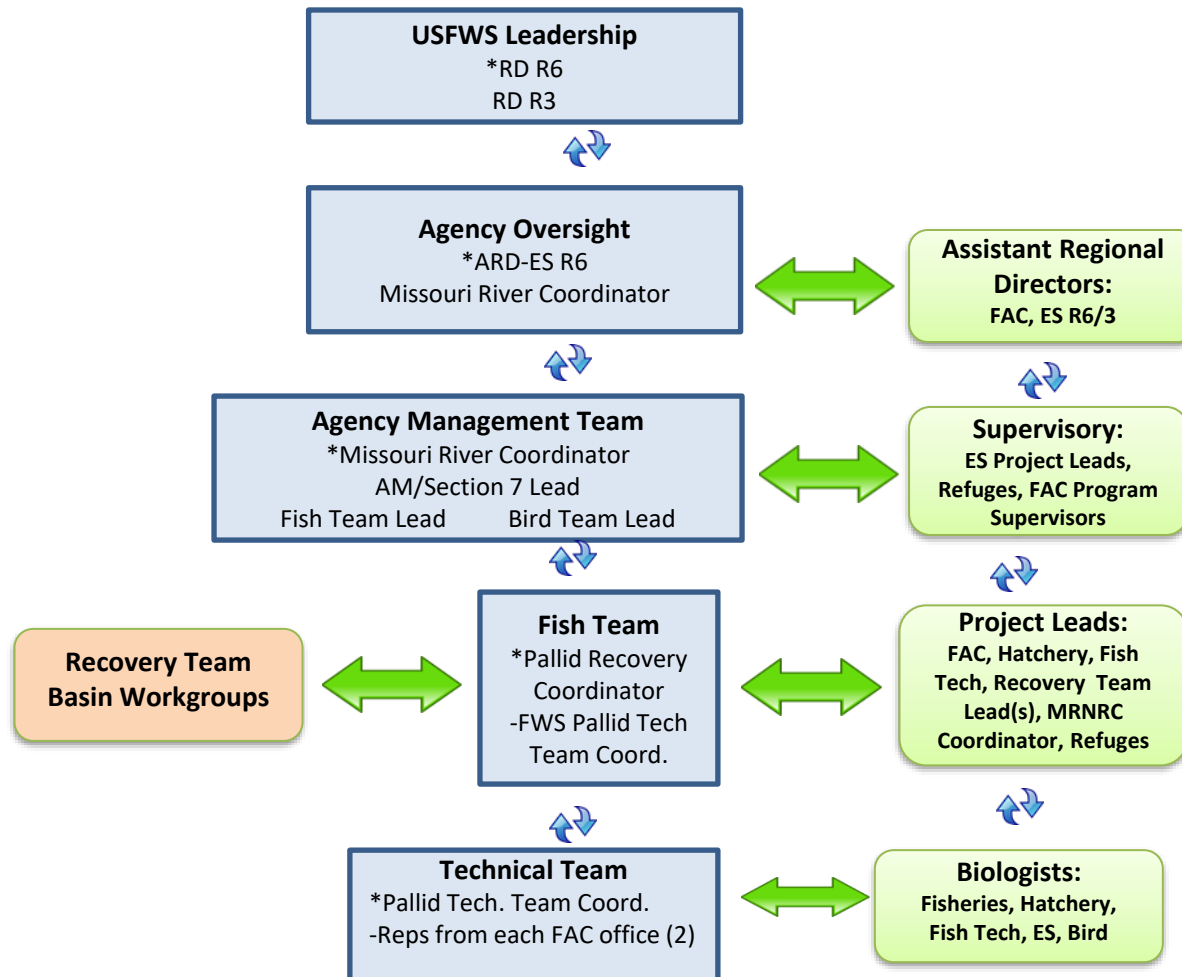 USFWS Leadership
*RD R6
RD R3
Agency Oversight
*ARD-ES R6
Missouri River Coordinator
Assistant Regional
Directors:
FAC, ES R6/3
Agency Management Team
*Missouri River Coordinator
AM/Section 7 Lead
Fish Team Lead Bird Team Lead
Supervisory:
ES Project Leads,
Refuges, FAC Program
Supervisors
Recovery Team
Basin Workgroups
Fish Team
*Pallid Recovery
Coordinator
-FWS Pallid Tech
Team Coord.
Project Leads:
FAC, Hatchery, Fish
Tech, Recovery Team
Lead(s), MRNRC
Coordinator, Refuges
Technical Team
*Pallid Tech. Team Coord.
-Reps from each FAC office (2)
Biologists:
Fisheries, Hatchery,
Fish Tech, ES, Bird